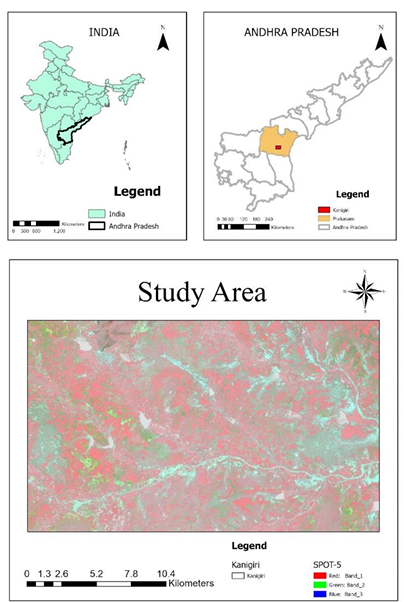 INDIA
N
Legend
India
Andhra Pradesh
Kilometers
0 300 600 1,200
ANDHRA PRADESH
N
Legend
Kanigiri
Prakasam
Andhra Pradesh
Kilometers
0 30 60 120 180 240
Study Area
N
Legend
Kanigiri
Kanigiri
SPOT-5
Red: Band_1
Green: Band_2
Blue: Band_3
0 1.3 2.6 5.2 7.8 10.4
Kilometers